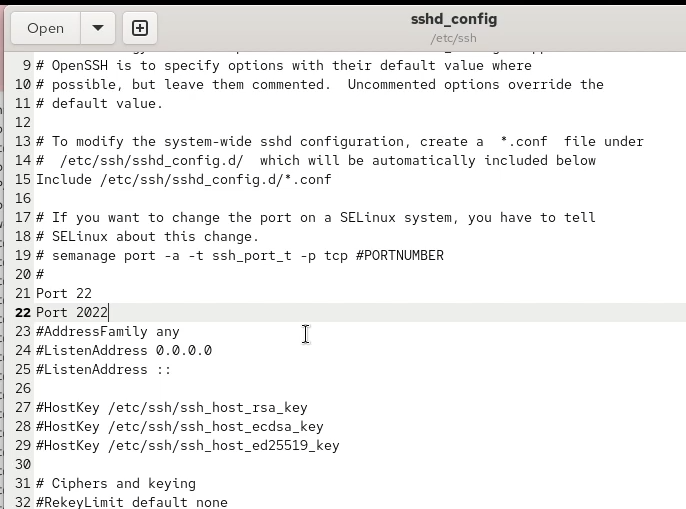 Open
sshd_config
/etc/ssh
9 # OpenSSH is to specify options with their default value where
10 # possible, but leave them commented.  Uncommented options override the
11 # default value.
12
13 # To modify the system-wide sshd configuration, create a  *.conf  file under
14 #  /etc/ssh/sshd_config.d/  which will be automatically included below
15 Include /etc/ssh/sshd_config.d/*.conf
16
17 # If you want to change the port on a SELinux system, you have to tell
18 # SELinux about this change.
19 # semanage port -a -t ssh_port_t -p tcp #PORTNUMBER
20 #
21 Port 22
22 Port 2022
23 #AddressFamily any
24 #ListenAddress 0.0.0.0
25 #ListenAddress ::
26
27 #HostKey /etc/ssh/ssh_host_rsa_key
28 #HostKey /etc/ssh/ssh_host_ecdsa_key
29 #HostKey /etc/ssh/ssh_host_ed25519_key
30
31 # Ciphers and keying
32 #RekeyLimit default none